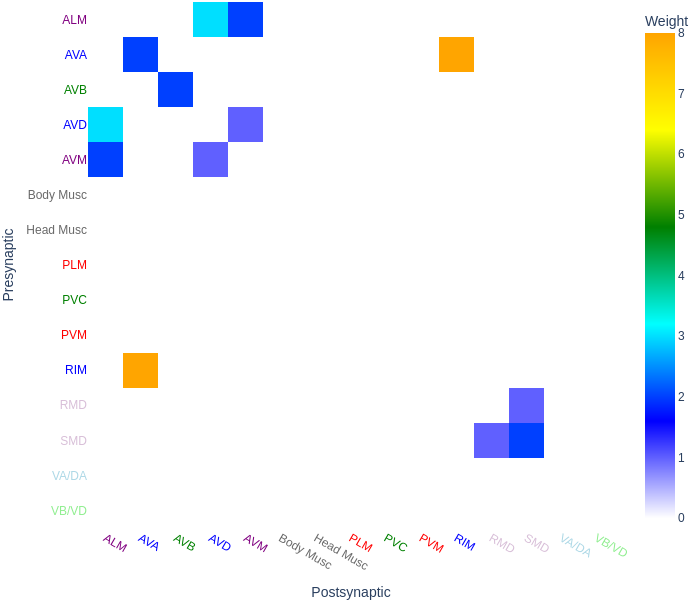 Weight
ALM
AVA
AVB
AVD
AVM
Body Musc
Head Musc
PLM
PVC
PVM
RIM
RMD
SMD
VA/DA
VB/VD
Presynaptic
8
7
6
5
4
3
2
1
0
ALM
AVA
AVB
AVD
AVM
Body Musc
Head Musc
PLM
PVC
PVM
RIM
RMD
SMD
VA/DA
VB/VD
Postsynaptic